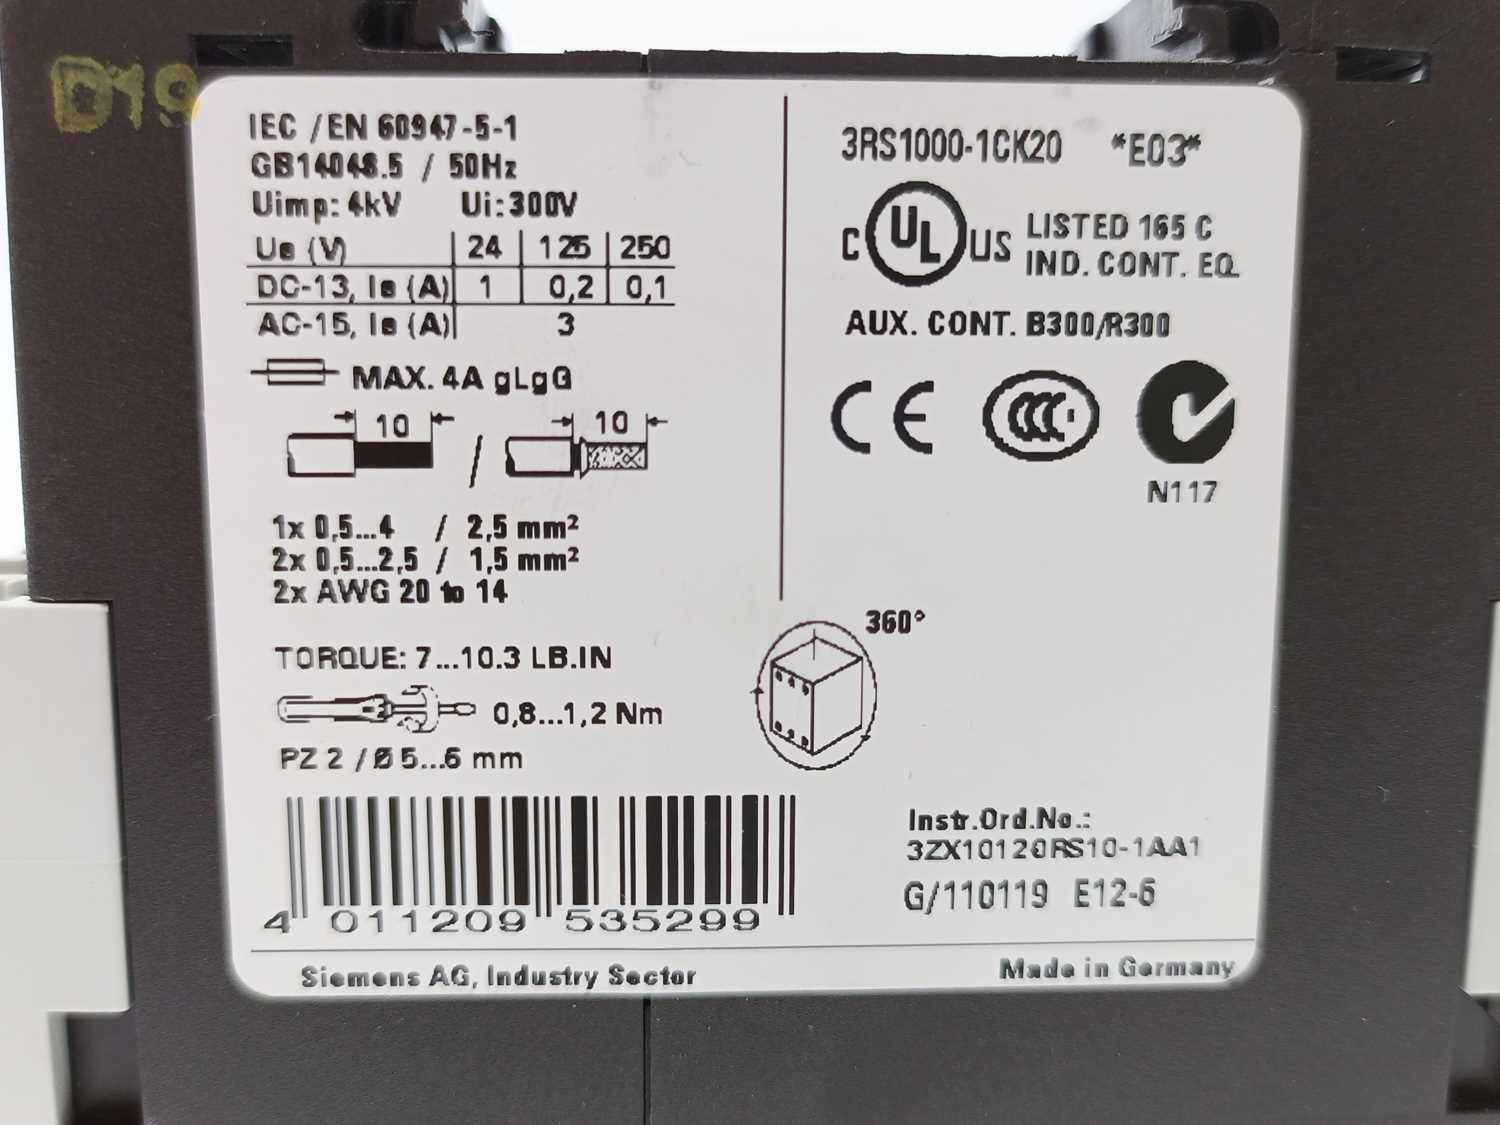 D19
IEC /EN 60947-5-1
GB14048.5 / 50Hz
Uimp: 4kV Ui: 300V
Ue (V) 24 125 250
DC-13, Ie (A) 1 0,2 0,1
AC-15, Ie (A) 3
MAX. 4A gLgG
10 / 10
1x 0,5...4 / 2,5 mm²
2x 0,5...2,5 / 1,5 mm²
2x AWG 20 to 14
TORQUE: 7...10.3 LB.IN
0,8...1,2 Nm
PZ 2 / Ø 5...6 mm
4 011209 535299
Siemens AG, Industry Sector
3RS1000-1CK20 *E03*
C UL US LISTED 165 C
IND. CONT. EQ.
AUX. CONT. B300/R300
CE CCC
N117
360°
Instr.Ord.No.:
3ZX10120RS10-1AA1
G/110119 E12-6
Made in Germany